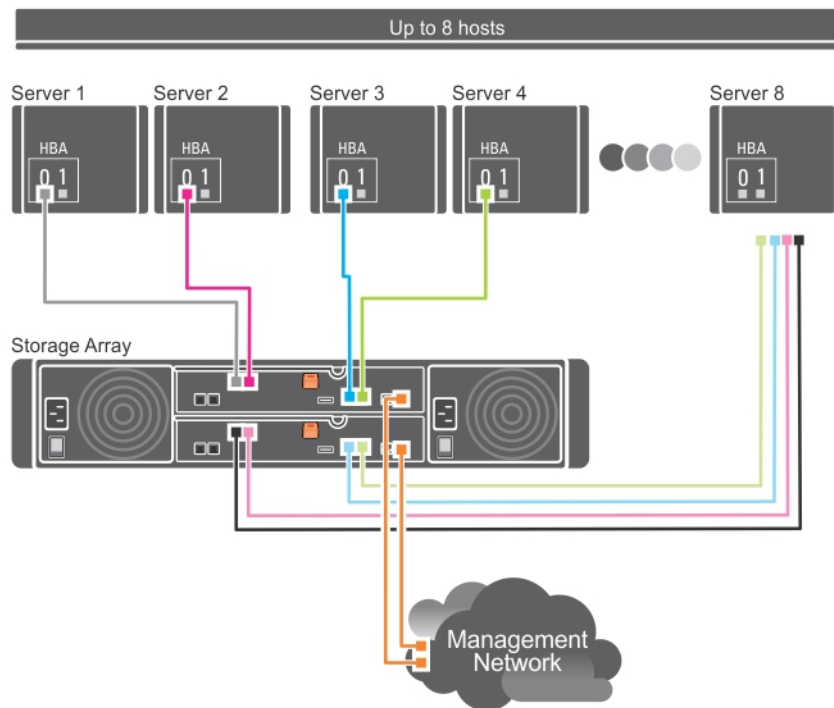 Up to 8 hosts
Server 1 Server 2 Server 3 Server 4 Server 8
HBA HBA HBA HBA HBA
0 1 0 1 0 1 0 1 0 1
Storage Array
Management
Network